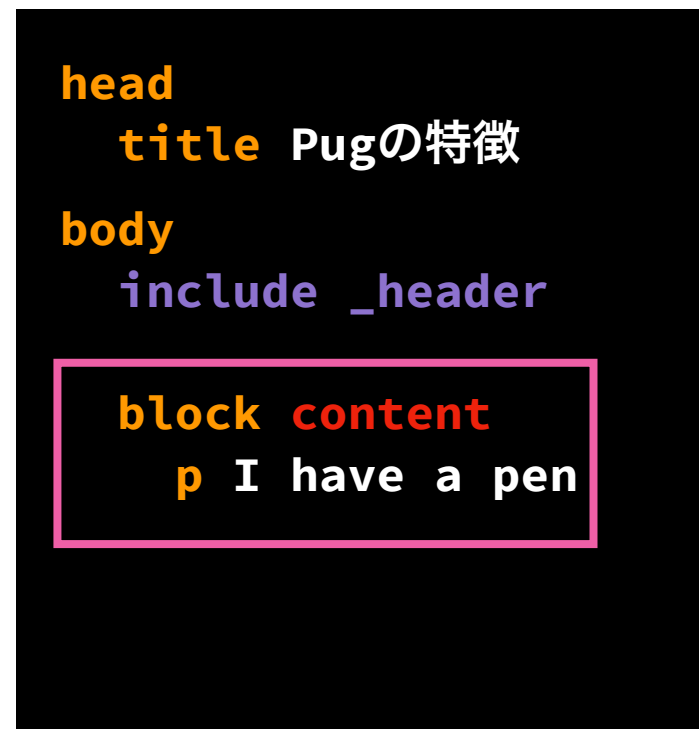 head
title Pugの特徴
body
include _header
block content
p I have a pen